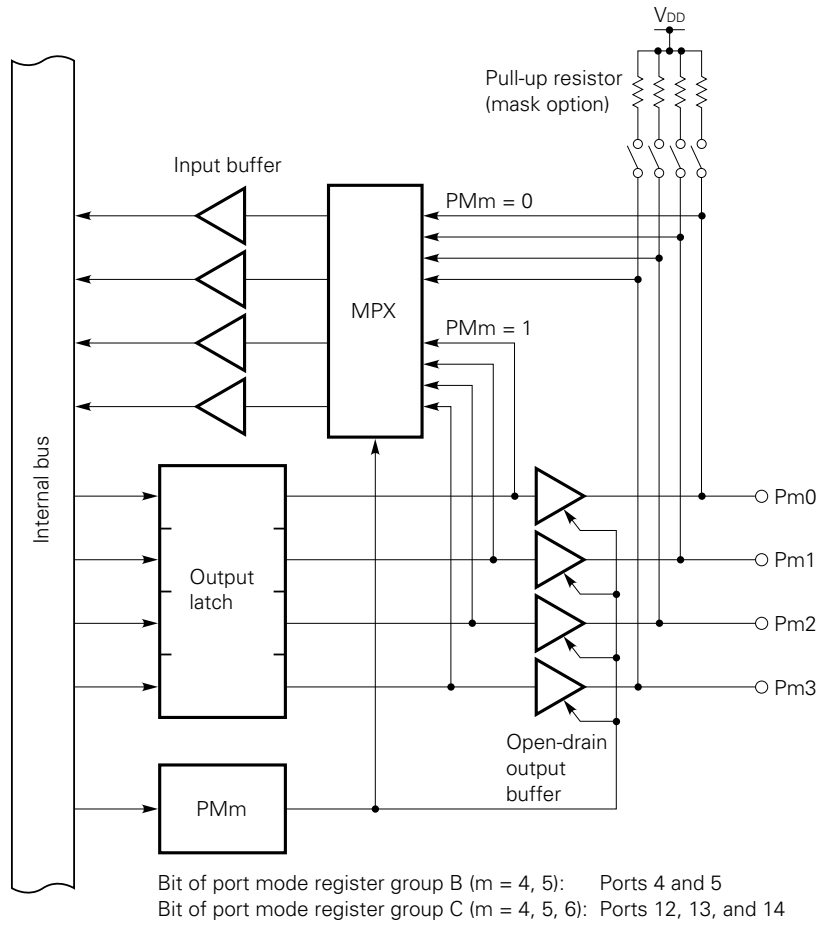 VDD
Pull-up resistor
(mask option)
Input buffer
PMm = 0
MPX
PMm = 1
Internal bus
Output
latch
Pm0
Pm1
Pm2
Pm3
Open-drain
output
buffer
PMm
Bit of port mode register group B (m = 4, 5): Ports 4 and 5
Bit of port mode register group C (m = 4, 5, 6): Ports 12, 13, and 14